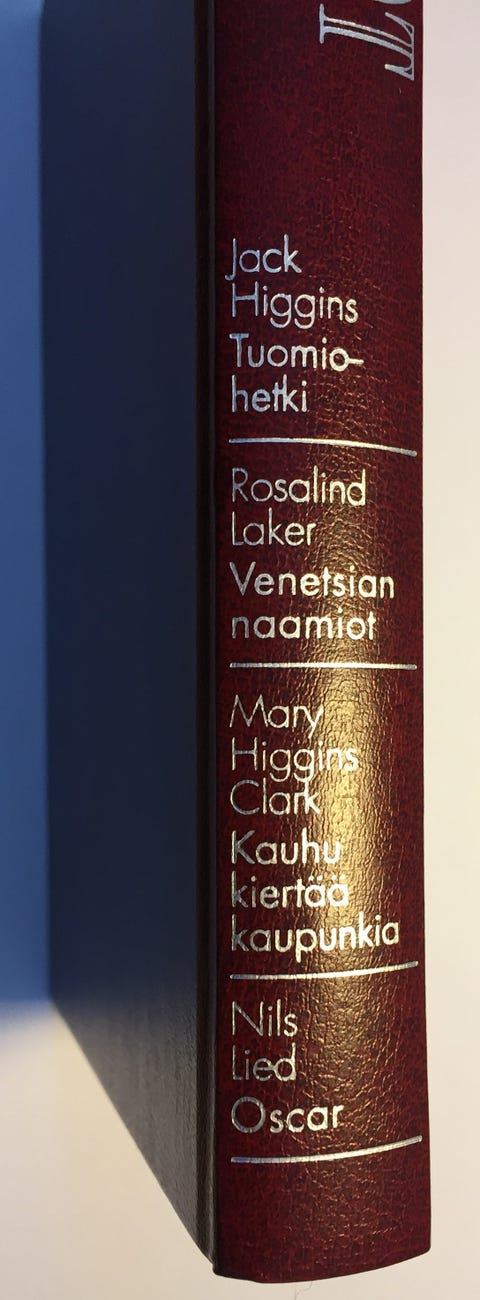 Jack
Higgins
Tuomio-
hetki
Rosalind
Laker
Venetsian
naamiot
Mary
Higgins
Clark
Kauhu
kiertää
kaupunkia
Nils
Lied
Oscar